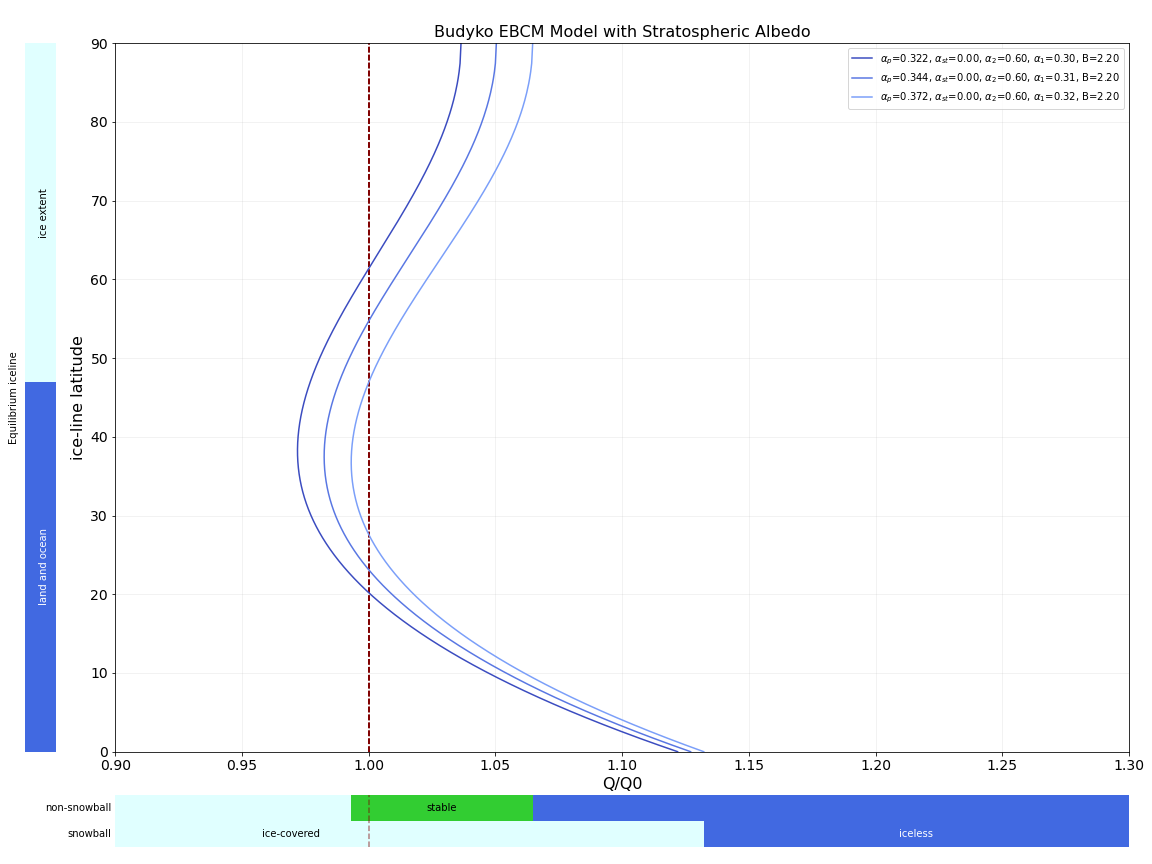 Budyko EBCM Model with Stratospheric Albedo
αp=0.322, αst=0.00, α2=0.60, α1=0.30, B=2.20
αp=0.344, αst=0.00, α2=0.60, α1=0.31, B=2.20
αp=0.372, αst=0.00, α2=0.60, α1=0.32, B=2.20
90
80
70
60
50
40
30
20
10
0
ice-line latitude
Equilibrium iceline
ice extent
land and ocean
0.90 0.95 1.00 1.05 1.10 1.15 1.20 1.25 1.30
Q/Q0
non-snowball stable
snowball ice-covered iceless